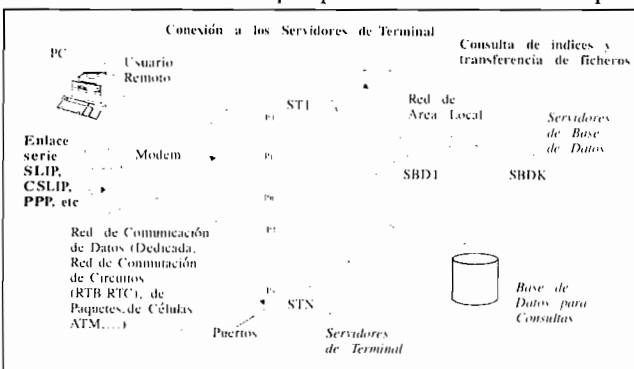 Conexión a los Servidores de Terminal
Consulta de indices y
transferencia de ficheros
PC
Usuario
Remoto
ST1
Red de
Area Local
Servidores
de Base
de Datos
Enlace
serie
SLIP,
CSLIP,
PPP, etc
Modem
P1
SBD1
SBDK
Red de Comunicación
de Datos (Dedicada,
Red de Conmutación
de Circuitos
(RTB RTC), de
Paquetes, de Células
ATM....)
Puertos
STN
Servidores
de Terminal
Base de
Datos para
Consultas